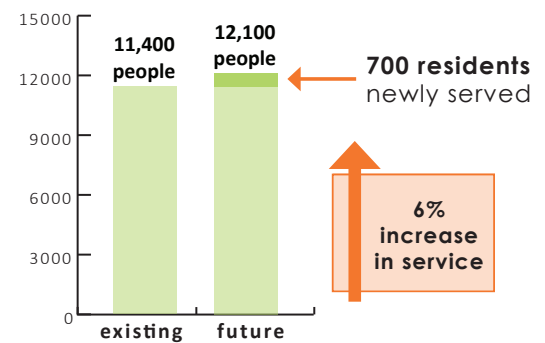 15000
12000
9000
6000
3000
0
11,400
people
12,100
people
700 residents
newly served
6%
increase
in service
existing
future